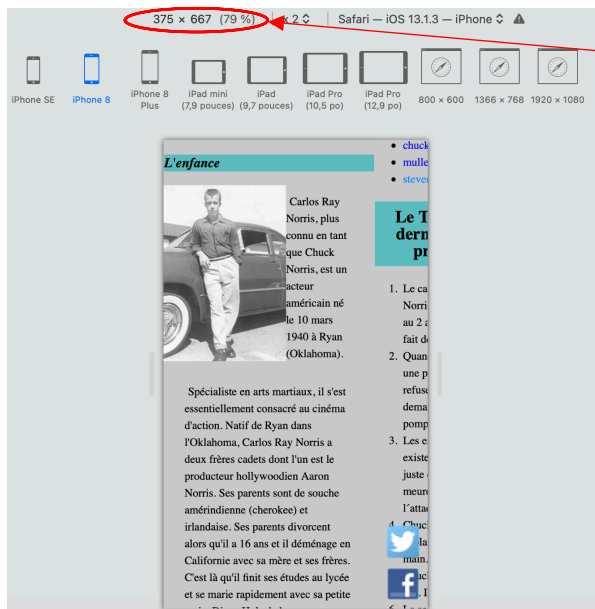 375 × 667 (79 %)
x 2
Safari — iOS 13.1.3 — iPhone
iPhone SE
iPhone 8
iPhone 8
Plus
iPad mini
(7,9 pouces)
iPad
(9,7 pouces)
iPad Pro
(10,5 po)
iPad Pro
(12,9 po)
800 × 600
1366 × 768
1920 × 1080
L'enfance
Carlos Ray
Norris, plus
connu en tant
que Chuck
Norris, est un
acteur
américain né
le 10 mars
1940 à Ryan
(Oklahoma).
Spécialiste en arts martiaux, il s'est
essentiellement consacré au cinéma
d'action. Natif de Ryan dans
l'Oklahoma, Carlos Ray Norris a
deux frères cadets dont l'un est le
producteur hollywoodien Aaron
Norris. Ses parents sont de souche
amérindienne (cherokee) et
irlandaise. Ses parents divorcent
alors qu'il a 16 ans et il déménage en
Californie avec sa mère et ses frères.
C'est là qu'il finit ses études au lycée
et se marie rapidement avec sa petite
chuck
mulle
steve
Le T
dern
pr
1. Le ca
Norri
au 2 a
fait d
2. Quan
une p
refuse
dema
pomp
3. Les e
existe
juste
meure
l´atta
4. Chuc
la
main.